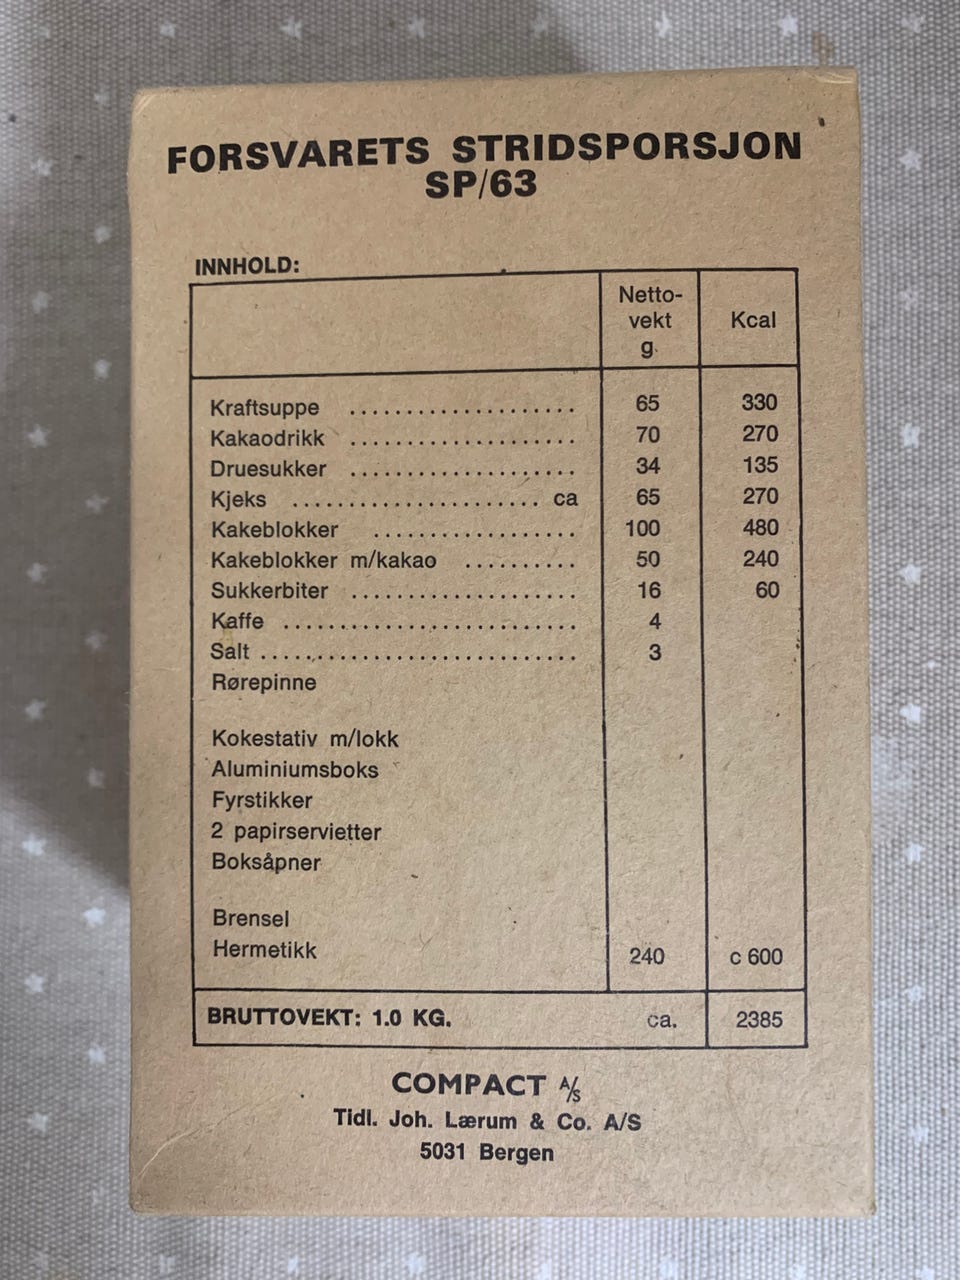 FORSVARETS STRIDSPORSJON
SP/63
INNHOLD:
Netto-
vekt
g.
Kcal
Kraftsuppe .................... 65 330
Kakaodrikk .................... 70 270
Druesukker .................... 34 135
Kjeks ...................... ca 65 270
Kakeblokker .................. 100 480
Kakeblokker m/kakao .......... 50 240
Sukkerbiter .................... 16 60
Kaffe .......................... 4
Salt ............................ 3
Rørepinne
Kokestativ m/lokk
Aluminiumsboks
Fyrstikker
2 papirservietter
Boksåpner
Brensel
Hermetikk 240 c 600
BRUTTOVEKT: 1.0 KG. ca. 2385
COMPACT A/S
Tidl. Joh. Lærum & Co. A/S
5031 Bergen